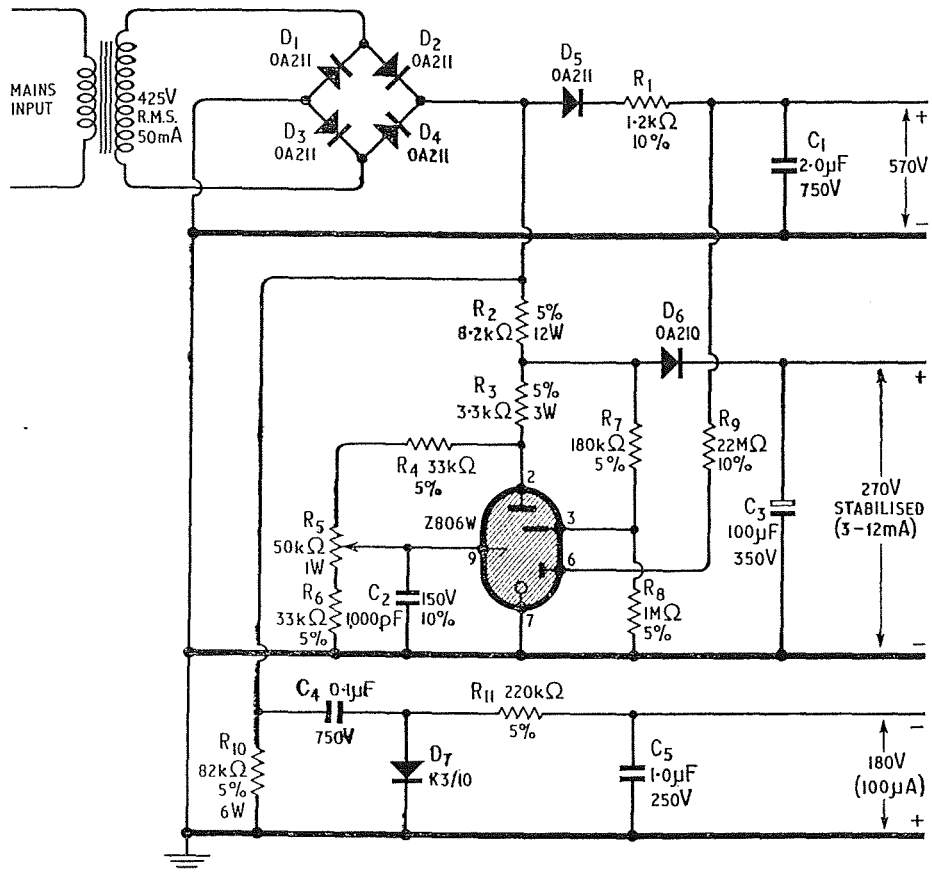 MAINS
INPUT
425V
R.M.S.
50mA
D1
OA211
D2
OA211
D3
OA211
D4
OA211
D5
OA211
R1
1·2kΩ
10%
C1
2·0µF
750V
+
570V
−
R2
8·2kΩ
5%
12W
D6
OA210
R3
3·3kΩ
5%
3W
R4 33kΩ
5%
R7
180kΩ
5%
R9
22MΩ
10%
+
270V
STABILISED
(3-12mA)
−
C3
100µF
350V
Z806W
2
3
6
7
9
R5
50kΩ
1W
R6
33kΩ
5%
C2
1,000pF
150V
10%
R8
1MΩ
5%
C4 0·1µF
750V
R11 220kΩ
5%
R10
82kΩ
5%
6W
D7
K3/10
C5
1·0µF
250V
−
180V
(100µA)
+